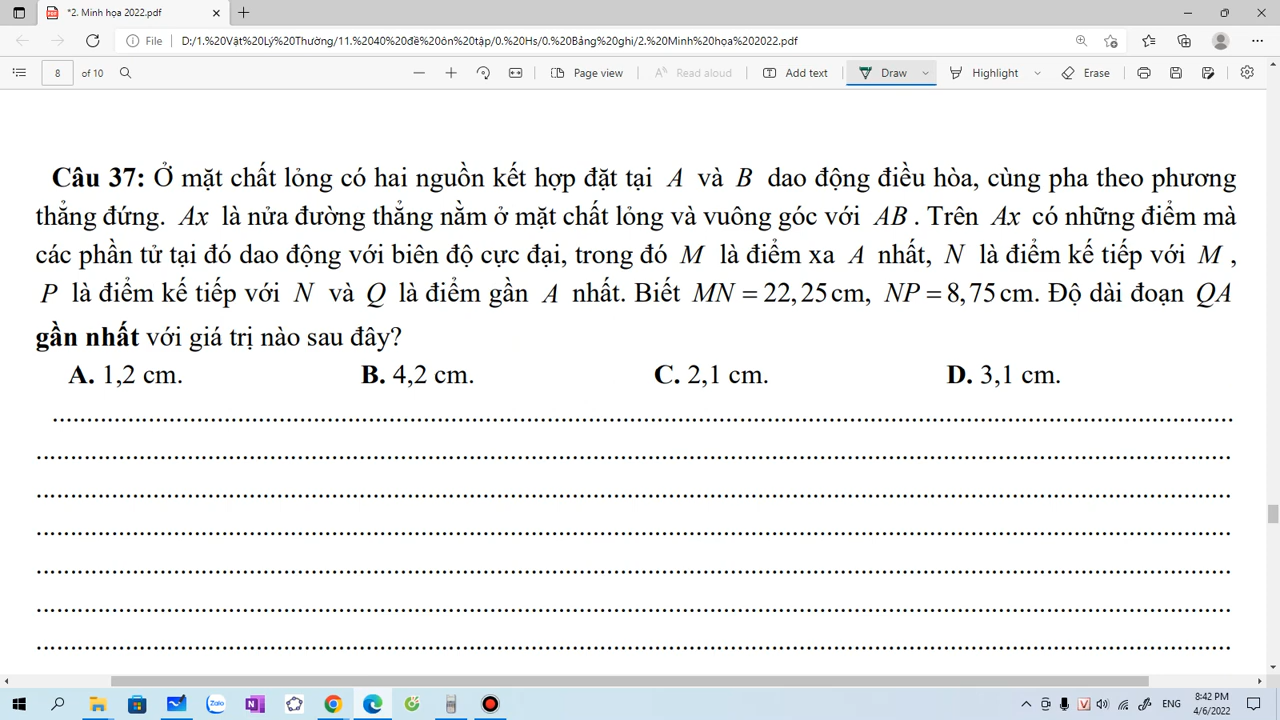 *2. Minh họa 2022.pdf
File D:/1.%20Vật%20Lý%20Thường/11.%2040%20đề%20ôn%20tập/0.%20Hs/0.%20Bảng%20ghi/2.%20Minh%20họa%202022.pdf
8 of 10 Page view Read aloud Add text Draw Highlight Erase
Câu 37: Ở mặt chất lỏng có hai nguồn kết hợp đặt tại A và B dao động điều hòa, cùng pha theo phương
thẳng đứng. Ax là nửa đường thẳng nằm ở mặt chất lỏng và vuông góc với AB. Trên Ax có những điểm mà
các phần tử tại đó dao động với biên độ cực đại, trong đó M là điểm xa A nhất, N là điểm kế tiếp với M,
P là điểm kế tiếp với N và Q là điểm gần A nhất. Biết MN = 22,25 cm, NP = 8,75 cm. Độ dài đoạn QA
gần nhất với giá trị nào sau đây?
A. 1,2 cm. B. 4,2 cm. C. 2,1 cm. D. 3,1 cm.
Zalo N V ENG 8:42 PM
4/6/2022